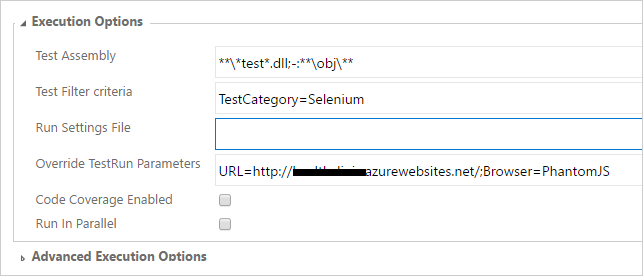 Execution Options
Test Assembly
**\*test*.dll;-:**\obj\**
Test Filter criteria
TestCategory=Selenium
Run Settings File
Override TestRun Parameters
URL=http://azurewebsites.net/;Browser=PhantomJS
Code Coverage Enabled
Run In Parallel
Advanced Execution Options